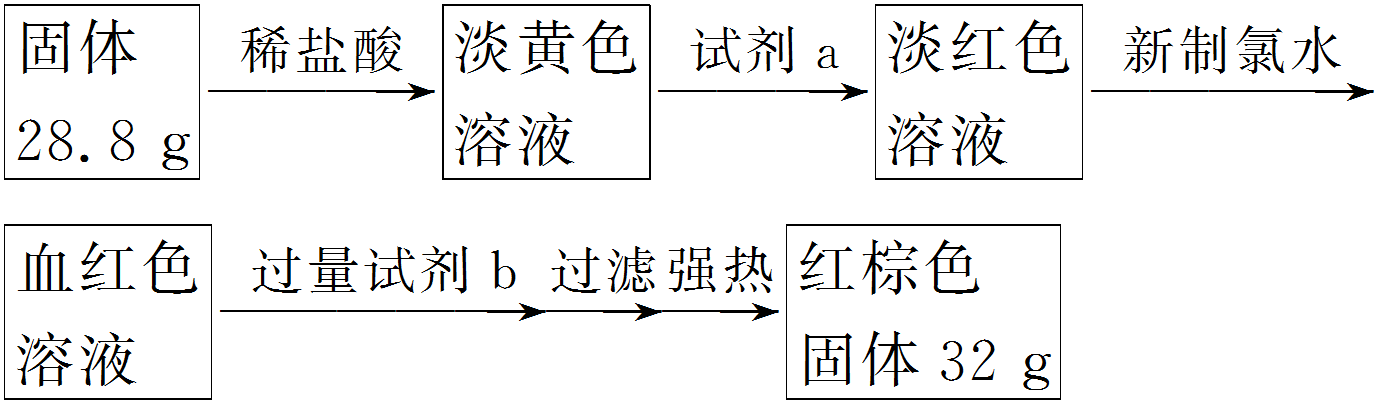 固体 28.8 g
稀盐酸
淡黄色溶液
试剂 a
淡红色溶液
新制氯水
血红色溶液
过量试剂 b
过滤
强热
红棕色固体 32 g